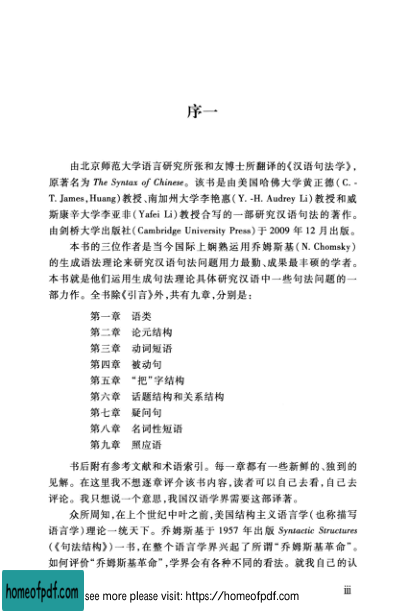 序一
由北京师范大学语言研究所张和友博士所翻译的《汉语句法学》，
原著名为 The Syntax of Chinese。该书是由美国哈佛大学黄正德（C. -
T. James, Huang）教授、南加州大学李艳惠（Y. -H. Audrey Li）教授和威
斯康辛大学李亚非（Yafei Li）教授合写的一部研究汉语句法的著作。
由剑桥大学出版社（Cambridge University Press）于 2009 年 12 月出版。
本书的三位作者是当今国际上娴熟运用乔姆斯基（N. Chomsky）
的生成语法理论来研究汉语句法问题用力最勤、成果最丰硕的学者。
本书就是他们运用生成句法理论具体研究汉语中一些句法问题的一
部力作。全书除《引言》外，共有九章，分别是：
第一章 语类
第二章 论元结构
第三章 动词短语
第四章 被动句
第五章 “把”字结构
第六章 话题结构和关系结构
第七章 疑问句
第八章 名词性短语
第九章 照应语
书后附有参考文献和术语索引。每一章都有一些新鲜的、独到的
见解。在这里我不想逐章评介该书内容，读者可以自己去看，自己去
评论。我只想说一个意思，我国汉语学界需要这部译著。
众所周知，在上个世纪中叶之前，美国结构主义语言学（也称描写
语言学）理论一统天下。乔姆斯基于 1957 年出版 Syntactic Structures
（《句法结构》）一书，在整个语言学界兴起了所谓“乔姆斯基革命”。
如何评价“乔姆斯基革命”，学界会有各种不同的看法。就我自己的认
iii
homeofpdf.com
see more please visit: https://homeofpdf.com